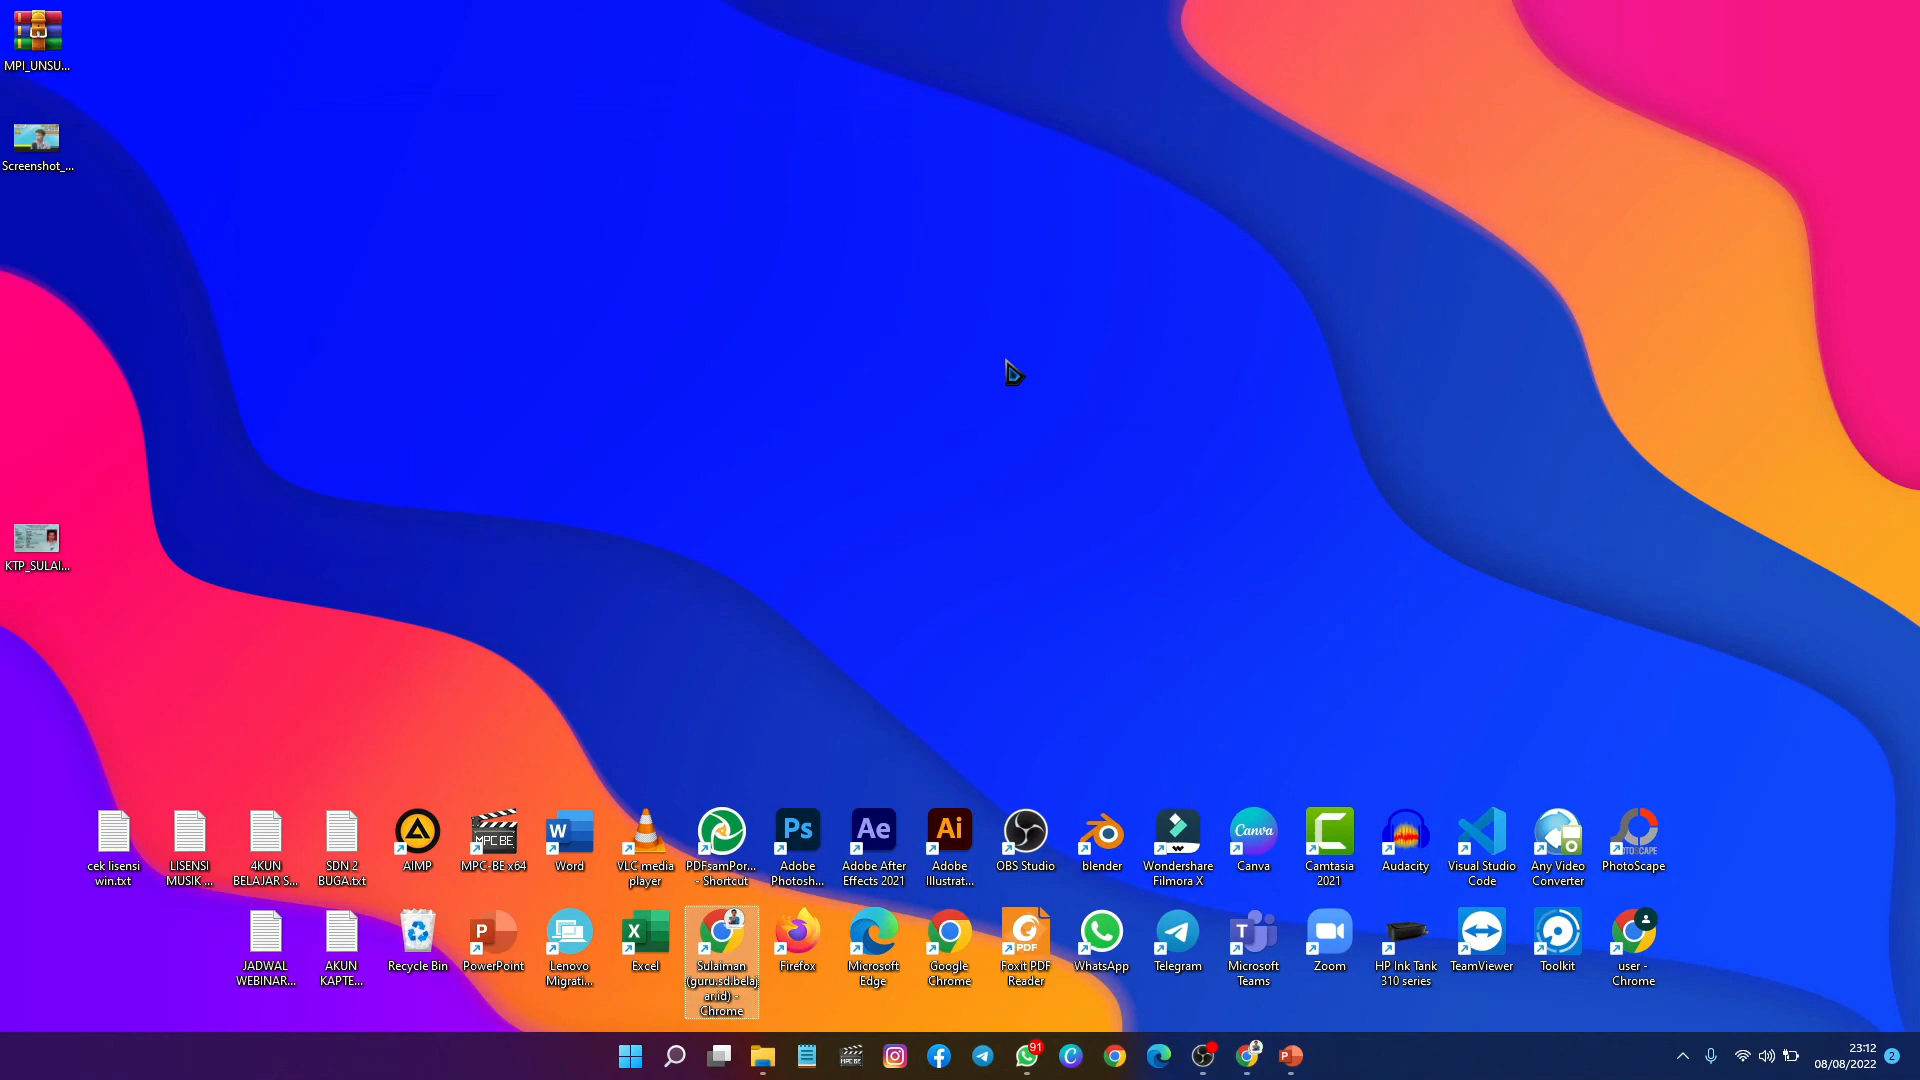 MPI_UNSU...
Screenshot_...
KTP_SULAI...
cek lisensi
win.txt
LISENSI
MUSIK ...
4KUN
BELAJAR S...
SDN 2
BUGA.txt
AIMP
MPC-BE x64
Word
VLC media
player
PDFsamPor...
- Shortcut
Adobe
Photosh...
Adobe After
Effects 2021
Adobe
Illustrat...
OBS Studio
blender
Wondershare
Filmora X
Canva
Camtasia
2021
Audacity
Visual Studio
Code
Any Video
Converter
PhotoScape
JADWAL
WEBINAR...
AKUN
KAPTE...
Recycle Bin
PowerPoint
Lenovo
Migrati...
Excel
Sulaiman
(guru.sd.belaj
ar.id) -
Chrome
Firefox
Microsoft
Edge
Google
Chrome
Foxit PDF
Reader
WhatsApp
Telegram
Microsoft
Teams
Zoom
HP Ink Tank
310 series
TeamViewer
Toolkit
user -
Chrome
91
23:12
08/08/2022
2